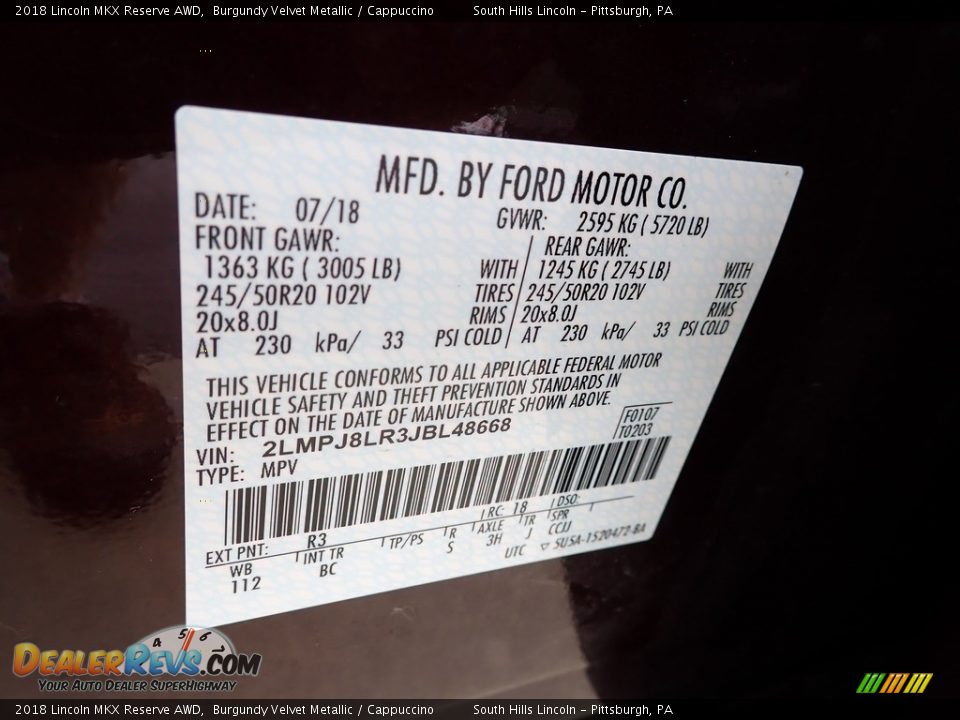 2018 Lincoln MKX Reserve AWD, Burgundy Velvet Metallic / Cappuccino South Hills Lincoln - Pittsburgh, PA
MFD. BY FORD MOTOR CO.
DATE: 07/18 GVWR: 2595 KG ( 5720 LB)
FRONT GAWR: REAR GAWR:
1363 KG ( 3005 LB) WITH 1245 KG ( 2745 LB) WITH
245/50R20 102V TIRES 245/50R20 102V TIRES
20x8.0J RIMS 20x8.0J RIMS
AT 230 kPa/ 33 PSI COLD AT 230 kPa/ 33 PSI COLD
THIS VEHICLE CONFORMS TO ALL APPLICABLE FEDERAL MOTOR
VEHICLE SAFETY AND THEFT PREVENTION STANDARDS IN
EFFECT ON THE DATE OF MANUFACTURE SHOWN ABOVE.
F0107
T0203
VIN: 2LMPJ8LR3JBL48668
TYPE: MPV
EXT PNT: R3 RC: 18 DSO:
WB INT TR TP/PS R AXLE TR SPR
112 BC S 3H J CCJJ
UTC 5U5A-1520472-BA
4 5 6
DEALERREVS.COM
YOUR AUTO DEALER SUPERHIGHWAY
2018 Lincoln MKX Reserve AWD, Burgundy Velvet Metallic / Cappuccino South Hills Lincoln - Pittsburgh, PA